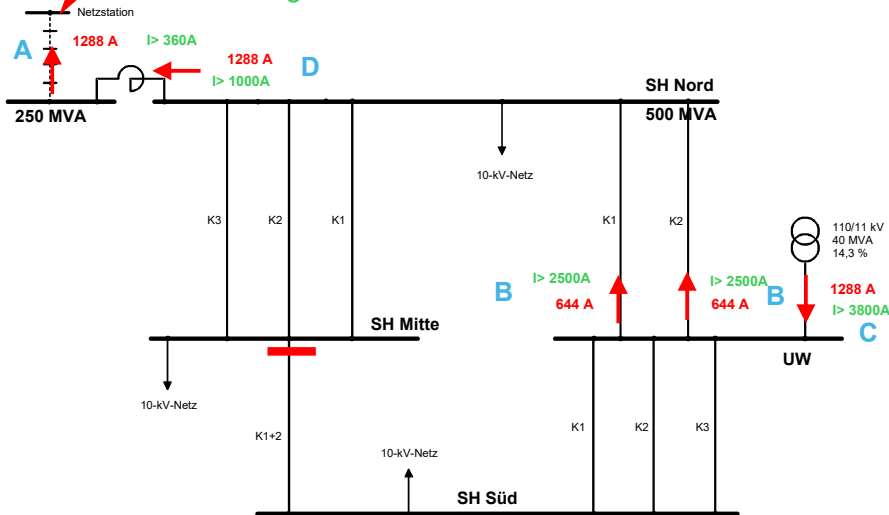 Netzstation
A
1288 A
I> 360A
1288 A
I> 1000A
D
SH Nord
250 MVA
500 MVA
10-kV-Netz
K3
K2
K1
K1
K2
110/11 kV
40 MVA
14,3 %
B
I> 2500A
644 A
I> 2500A
644 A
B
1288 A
I> 3800A
C
SH Mitte
UW
10-kV-Netz
K1+2
K1
K2
K3
10-kV-Netz
SH Süd